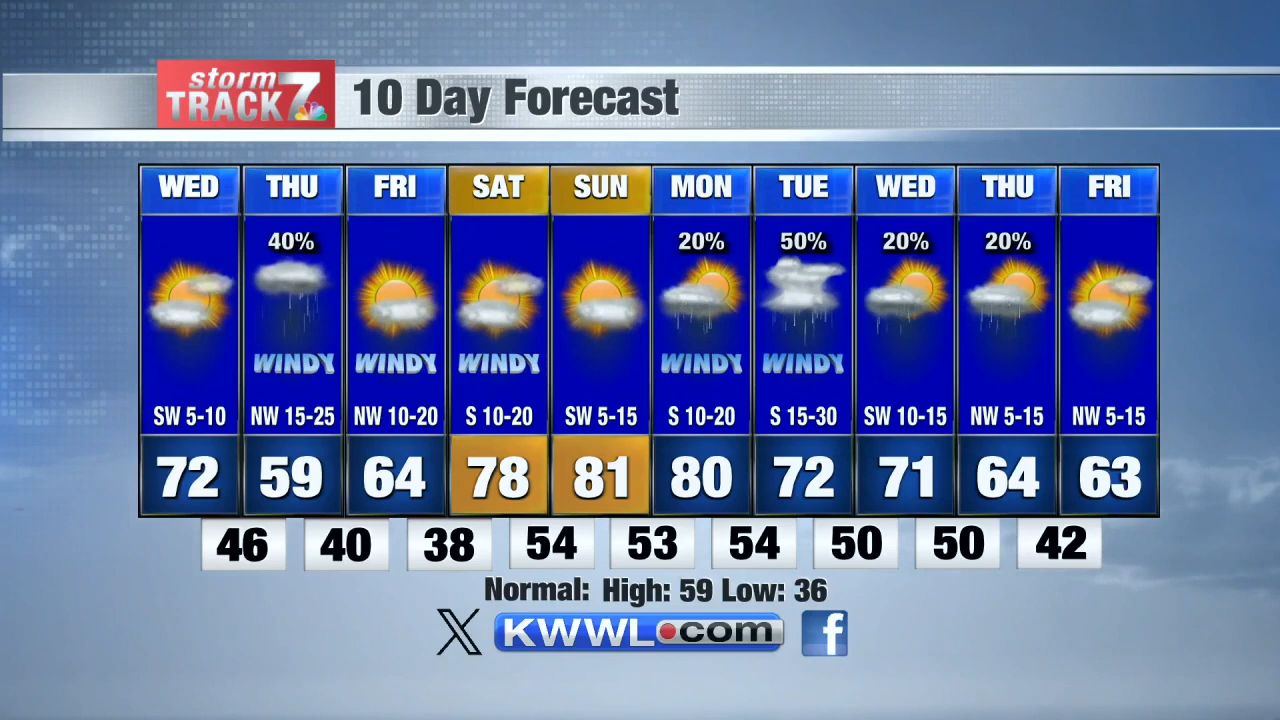 storm
TRACK 7
10 Day Forecast
WED THU FRI SAT SUN MON TUE WED THU FRI
40% 20% 50% 20% 20%
WINDY WINDY WINDY WINDY WINDY
SW 5-10 NW 15-25 NW 10-20 S 10-20 SW 5-15 S 10-20 S 15-30 SW 10-15 NW 5-15 NW 5-15
72 59 64 78 81 80 72 71 64 63
46 40 38 54 53 54 50 50 42
Normal: High: 59 Low: 36
X KWWL.com f